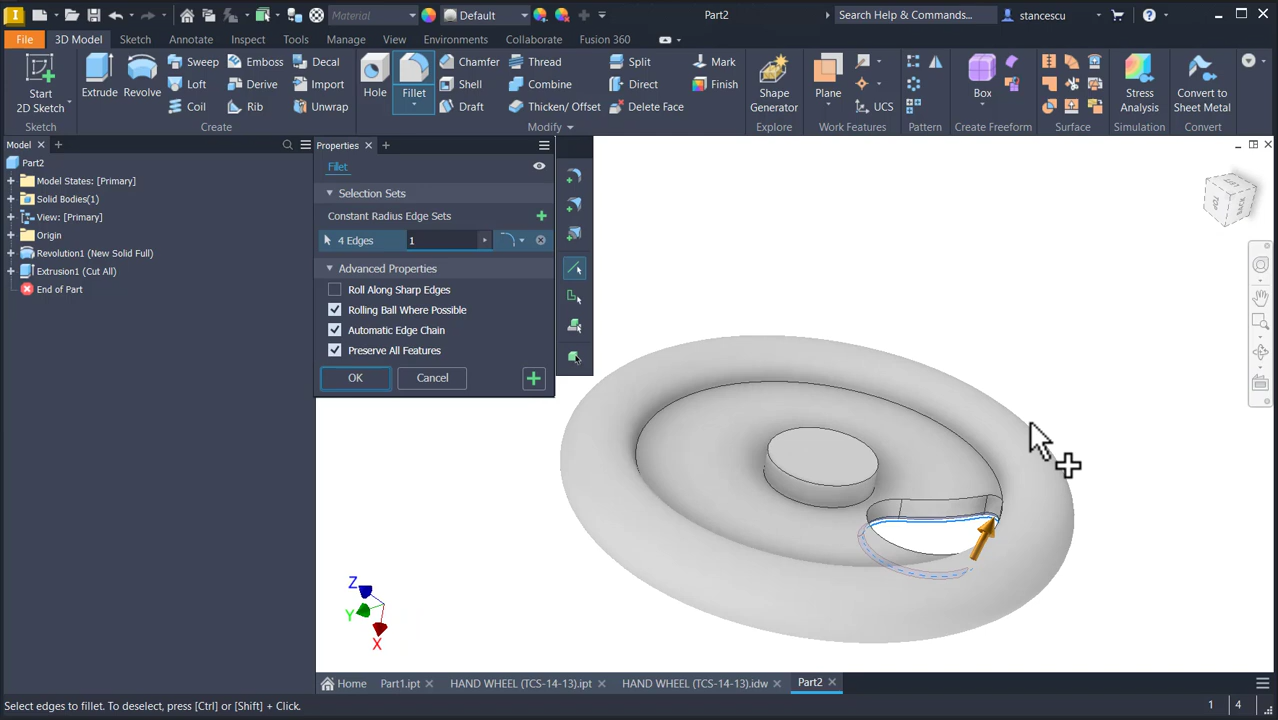 Material
Default
Part2
Search Help & Commands...
stancescu
File
3D Model
Sketch
Annotate
Inspect
Tools
Manage
View
Environments
Collaborate
Fusion 360
Start
2D Sketch
Sketch
Extrude
Revolve
Sweep
Loft
Coil
Emboss
Derive
Rib
Decal
Import
Unwrap
Create
Hole
Fillet
Chamfer
Shell
Draft
Thread
Combine
Thicken/ Offset
Split
Direct
Delete Face
Modify
Mark
Finish
Shape
Generator
Explore
Plane
UCS
Work Features
Pattern
Box
Create Freeform
Surface
Stress
Analysis
Simulation
Convert to
Sheet Metal
Convert
Model
Part2
Model States: [Primary]
Solid Bodies(1)
View: [Primary]
Origin
Revolution1 (New Solid Full)
Extrusion1 (Cut All)
End of Part
Properties
Fillet
Selection Sets
Constant Radius Edge Sets
4 Edges
1
Advanced Properties
Roll Along Sharp Edges
Rolling Ball Where Possible
Automatic Edge Chain
Preserve All Features
OK
Cancel
BACK
Z
Y
X
Home
Part1.ipt
HAND WHEEL (TCS-14-13).ipt
HAND WHEEL (TCS-14-13).idw
Part2
Select edges to fillet. To deselect, press [Ctrl] or [Shift] + Click.
1
4